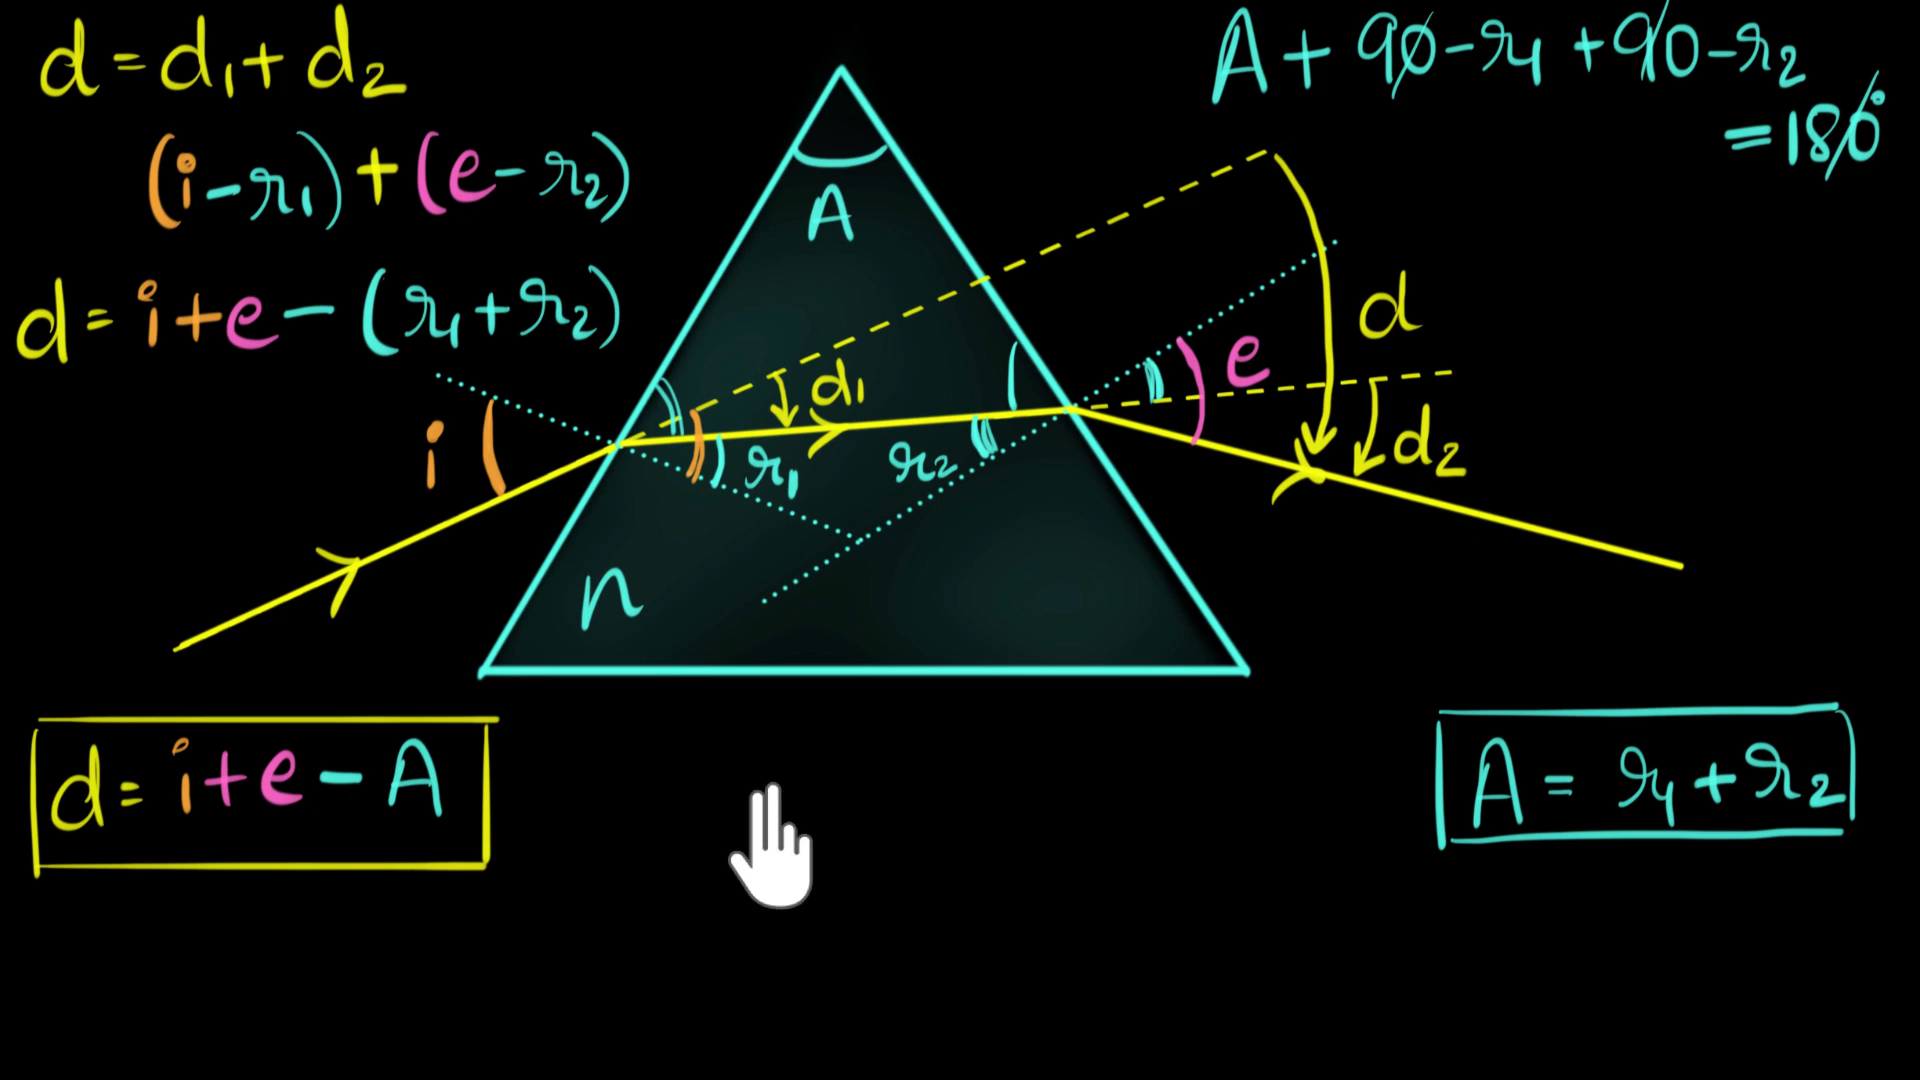 d = d₁ + d₂
(i - r₁) + (e - r₂)
d = i + e - (r₁ + r₂)
A + 90 - r₁ + 90 - r₂
= 180°
A
d
e
d₁
d₂
i
r₁
r₂
n
d = i + e - A
A = r₁ + r₂